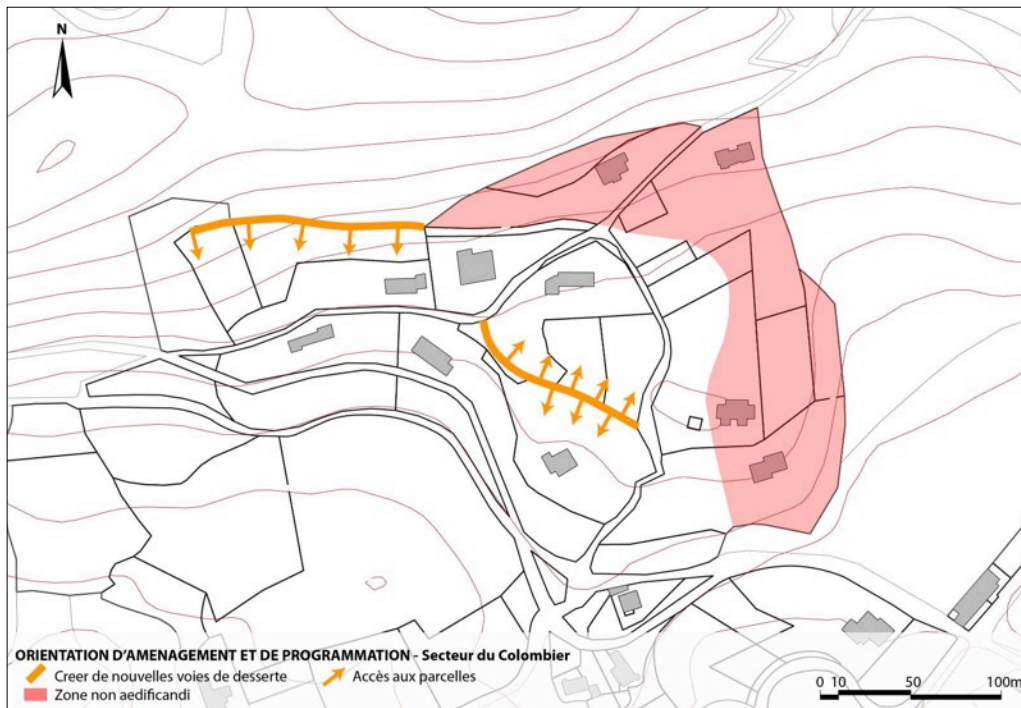 N
ORIENTATION D'AMENAGEMENT ET DE PROGRAMMATION - Secteur du Colombier
Creer de nouvelles voies de desserte
Accès aux parcelles
Zone non aedificandi
0 10 50 100m